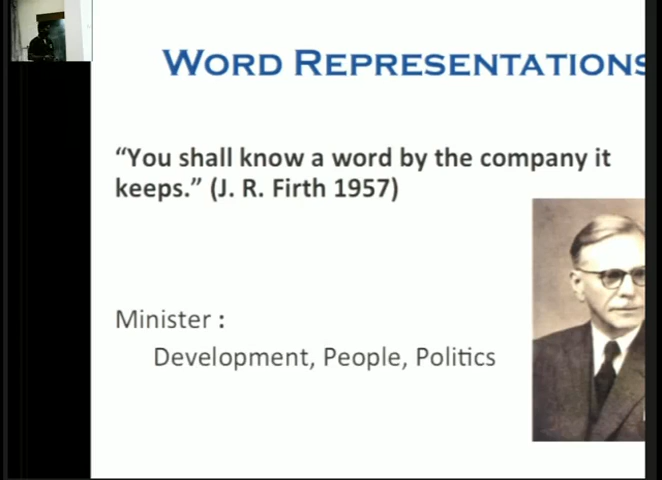 WORD REPRESENTATIONS
“You shall know a word by the company it
keeps.” (J. R. Firth 1957)
Minister :
Development, People, Politics